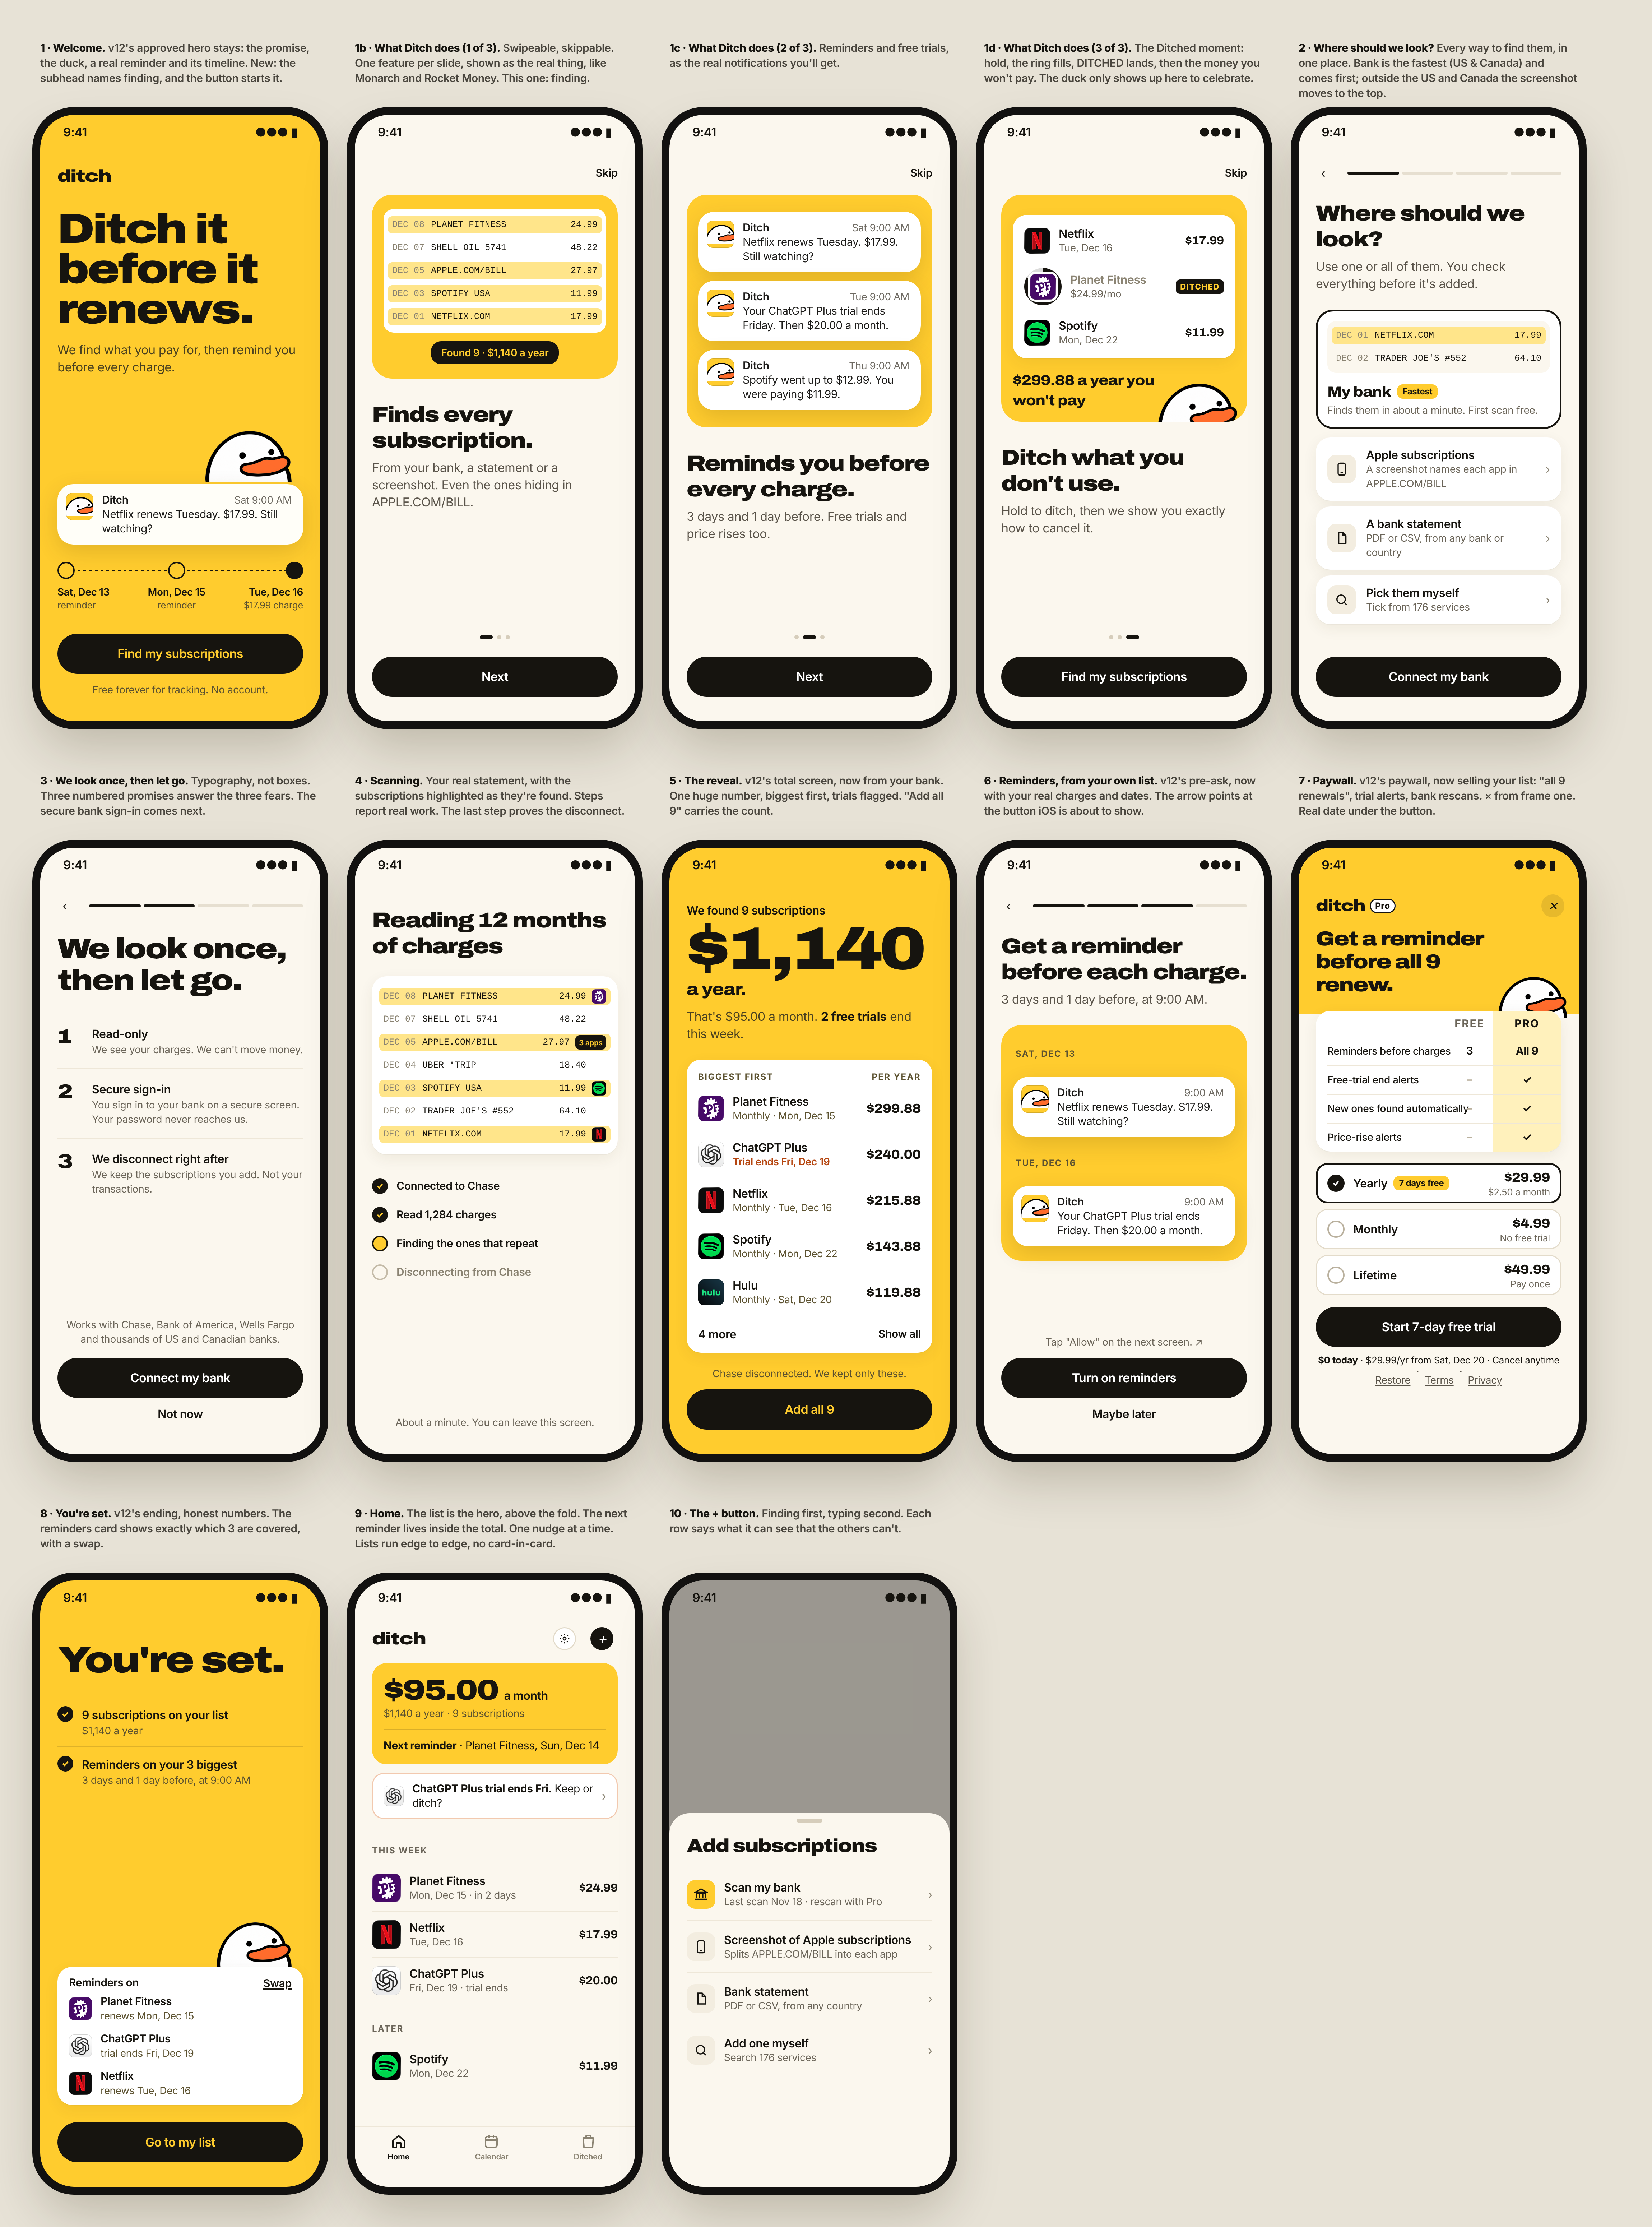 1 · Welcome. v12's approved hero stays: the promise,
the duck, a real reminder and its timeline. New: the
subhead names finding, and the button starts it.
9:41
ditch
Ditch it
before it
renews.
We find what you pay for, then remind you
before every charge.
Ditch Sat 9:00 AM
Netflix renews Tuesday. $17.99. Still
watching?
Sat, Dec 13 Mon, Dec 15 Tue, Dec 16
reminder reminder $17.99 charge
Find my subscriptions
Free forever for tracking. No account.
1b · What Ditch does (1 of 3). Swipeable, skippable.
One feature per slide, shown as the real thing, like
Monarch and Rocket Money. This one: finding.
9:41
Skip
DEC 08 PLANET FITNESS 24.99
DEC 07 SHELL OIL 5741 48.22
DEC 05 APPLE.COM/BILL 27.97
DEC 03 SPOTIFY USA 11.99
DEC 01 NETFLIX.COM 17.99
Found 9 · $1,140 a year
Finds every
subscription.
From your bank, a statement or a
screenshot. Even the ones hiding in
APPLE.COM/BILL.
Next
1c · What Ditch does (2 of 3). Reminders and free trials,
as the real notifications you'll get.
9:41
Skip
Ditch Sat 9:00 AM
Netflix renews Tuesday. $17.99.
Still watching?
Ditch Tue 9:00 AM
Your ChatGPT Plus trial ends
Friday. Then $20.00 a month.
Ditch Thu 9:00 AM
Spotify went up to $12.99. You
were paying $11.99.
Reminds you before
every charge.
3 days and 1 day before. Free trials and
price rises too.
Next
1d · What Ditch does (3 of 3). The Ditched moment:
hold, the ring fills, DITCHED lands, then the money you
won't pay. The duck only shows up here to celebrate.
9:41
Skip
Netflix $17.99
Tue, Dec 16
Planet Fitness DITCHED
$24.99/mo
Spotify $11.99
Mon, Dec 22
$299.88 a year you
won't pay
Ditch what you
don't use.
Hold to ditch, then we show you exactly
how to cancel it.
Find my subscriptions
2 · Where should we look? Every way to find them, in
one place. Bank is the fastest (US & Canada) and
comes first; outside the US and Canada the screenshot
moves to the top.
9:41
Where should we
look?
Use one or all of them. You check
everything before it's added.
DEC 01 NETFLIX.COM 17.99
DEC 02 TRADER JOE'S #552 64.10
My bank Fastest
Finds them in about a minute. First scan free.
Apple subscriptions
A screenshot names each app in
APPLE.COM/BILL
A bank statement
PDF or CSV, from any bank or
country
Pick them myself
Tick from 176 services
Connect my bank
3 · We look once, then let go. Typography, not boxes.
Three numbered promises answer the three fears. The
secure bank sign-in comes next.
9:41
We look once,
then let go.
1 Read-only
We see your charges. We can't move money.
2 Secure sign-in
You sign in to your bank on a secure screen.
Your password never reaches us.
3 We disconnect right after
We keep the subscriptions you add. Not your
transactions.
Works with Chase, Bank of America, Wells Fargo
and thousands of US and Canadian banks.
Connect my bank
Not now
4 · Scanning. Your real statement, with the
subscriptions highlighted as they're found. Steps
report real work. The last step proves the disconnect.
9:41
Reading 12 months
of charges
DEC 08 PLANET FITNESS 24.99
DEC 07 SHELL OIL 5741 48.22
DEC 05 APPLE.COM/BILL 27.97 3 apps
DEC 04 UBER *TRIP 18.40
DEC 03 SPOTIFY USA 11.99
DEC 02 TRADER JOE'S #552 64.10
DEC 01 NETFLIX.COM 17.99
Connected to Chase
Read 1,284 charges
Finding the ones that repeat
Disconnecting from Chase
About a minute. You can leave this screen.
5 · The reveal. v12's total screen, now from your bank.
One huge number, biggest first, trials flagged. "Add all
9" carries the count.
9:41
We found 9 subscriptions
$1,140
a year.
That's $95.00 a month. 2 free trials end
this week.
BIGGEST FIRST PER YEAR
Planet Fitness $299.88
Monthly · Mon, Dec 15
ChatGPT Plus $240.00
Trial ends Fri, Dec 19
Netflix $215.88
Monthly · Tue, Dec 16
Spotify $143.88
Monthly · Mon, Dec 22
hulu
Hulu $119.88
Monthly · Sat, Dec 20
4 more Show all
Chase disconnected. We kept only these.
Add all 9
6 · Reminders, from your own list. v12's pre-ask, now
with your real charges and dates. The arrow points at
the button iOS is about to show.
9:41
Get a reminder
before each charge.
3 days and 1 day before, at 9:00 AM.
SAT, DEC 13
Ditch 9:00 AM
Netflix renews Tuesday. $17.99.
Still watching?
TUE, DEC 16
Ditch 9:00 AM
Your ChatGPT Plus trial ends
Friday. Then $20.00 a month.
Tap "Allow" on the next screen. ↗
Turn on reminders
Maybe later
7 · Paywall. v12's paywall, now selling your list: "all 9
renewals", trial alerts, bank rescans. × from frame one.
Real date under the button.
9:41
ditch Pro
Get a reminder
before all 9
renew.
FREE PRO
Reminders before charges 3 All 9
Free-trial end alerts –
New ones found automatically –
Price-rise alerts –
Yearly 7 days free $29.99
$2.50 a month
Monthly $4.99
No free trial
Lifetime $49.99
Pay once
Start 7-day free trial
$0 today · $29.99/yr from Sat, Dec 20 · Cancel anytime
Restore · Terms · Privacy
8 · You're set. v12's ending, honest numbers. The
reminders card shows exactly which 3 are covered,
with a swap.
9:41
You're set.
9 subscriptions on your list
$1,140 a year
Reminders on your 3 biggest
3 days and 1 day before, at 9:00 AM
Reminders on Swap
Planet Fitness
renews Mon, Dec 15
ChatGPT Plus
trial ends Fri, Dec 19
Netflix
renews Tue, Dec 16
Go to my list
9 · Home. The list is the hero, above the fold. The next
reminder lives inside the total. One nudge at a time.
Lists run edge to edge, no card-in-card.
9:41
ditch
$95.00 a month
$1,140 a year · 9 subscriptions
Next reminder · Planet Fitness, Sun, Dec 14
ChatGPT Plus trial ends Fri. Keep or
ditch?
THIS WEEK
Planet Fitness $24.99
Mon, Dec 15 · in 2 days
Netflix $17.99
Tue, Dec 16
ChatGPT Plus $20.00
Fri, Dec 19 · trial ends
LATER
Spotify $11.99
Mon, Dec 22
Home Calendar Ditched
10 · The + button. Finding first, typing second. Each
row says what it can see that the others can't.
9:41
Add subscriptions
Scan my bank
Last scan Nov 18 · rescan with Pro
Screenshot of Apple subscriptions
Splits APPLE.COM/BILL into each app
Bank statement
PDF or CSV, from any country
Add one myself
Search 176 services